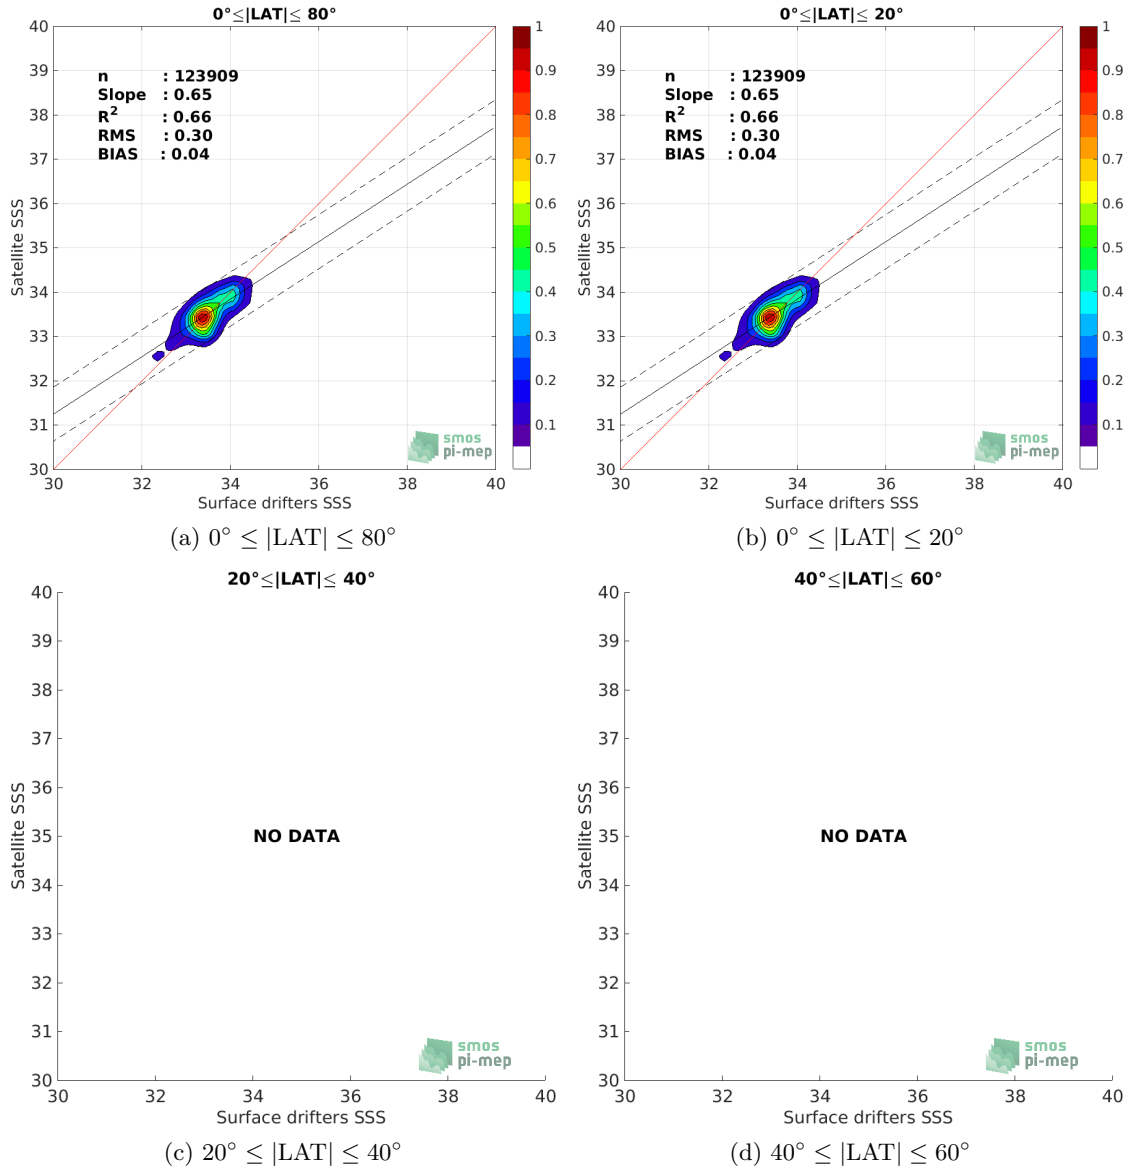 0°≤|LAT|≤ 80°
40
39
38
37
36
35
34
33
32
31
30
Satellite SSS
n : 123909
Slope : 0.65
R² : 0.66
RMS : 0.30
BIAS : 0.04
smos
pi-mep
30 32 34 36 38 40
Surface drifters SSS
1
0.9
0.8
0.7
0.6
0.5
0.4
0.3
0.2
0.1
(a) 0° ≤ |LAT| ≤ 80°
0°≤|LAT|≤ 20°
40
39
38
37
36
35
34
33
32
31
30
Satellite SSS
n : 123909
Slope : 0.65
R² : 0.66
RMS : 0.30
BIAS : 0.04
smos
pi-mep
30 32 34 36 38 40
Surface drifters SSS
1
0.9
0.8
0.7
0.6
0.5
0.4
0.3
0.2
0.1
(b) 0° ≤ |LAT| ≤ 20°
20°≤|LAT|≤ 40°
40
39
38
37
36
35
34
33
32
31
30
Satellite SSS
NO DATA
smos
pi-mep
30 32 34 36 38 40
Surface drifters SSS
(c) 20° ≤ |LAT| ≤ 40°
40°≤|LAT|≤ 60°
40
39
38
37
36
35
34
33
32
31
30
Satellite SSS
NO DATA
smos
pi-mep
30 32 34 36 38 40
Surface drifters SSS
(d) 40° ≤ |LAT| ≤ 60°